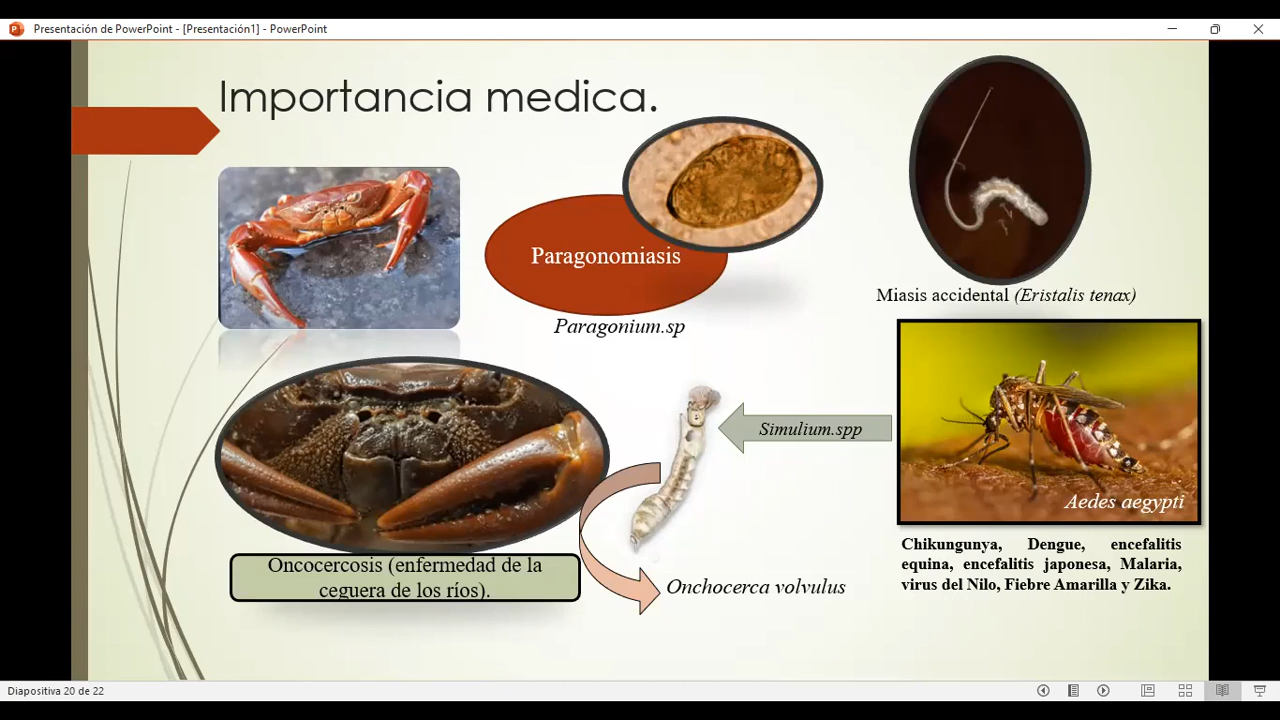 Presentación de PowerPoint - [Presentación1] - PowerPoint
Importancia medica.
Paragonomiasis
Paragonium.sp
Miasis accidental (Eristalis tenax)
Simulium.spp
Aedes aegypti
Chikungunya, Dengue, encefalitis
equina, encefalitis japonesa, Malaria,
virus del Nilo, Fiebre Amarilla y Zika.
Oncocercosis (enfermedad de la
ceguera de los ríos).
Onchocerca volvulus
Diapositiva 20 de 22